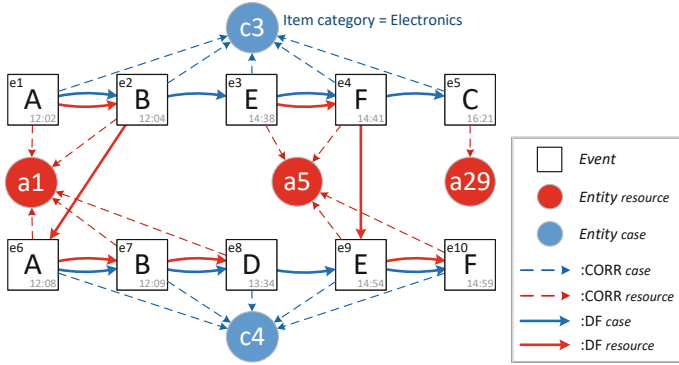 c3 Item category = Electronics
e1 A 12:02
e2 B 12:04
e3 E 14:38
e4 F 14:41
e5 C 16:21
a1
a5
a29
e6 A 12:08
e7 B 12:09
e8 D 13:34
e9 E 14:54
e10 F 14:59
c4
Event
Entity resource
Entity case
:CORR case
:CORR resource
:DF case
:DF resource